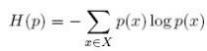 H(p) = − ∑_{x∈X} p(x) log p(x)